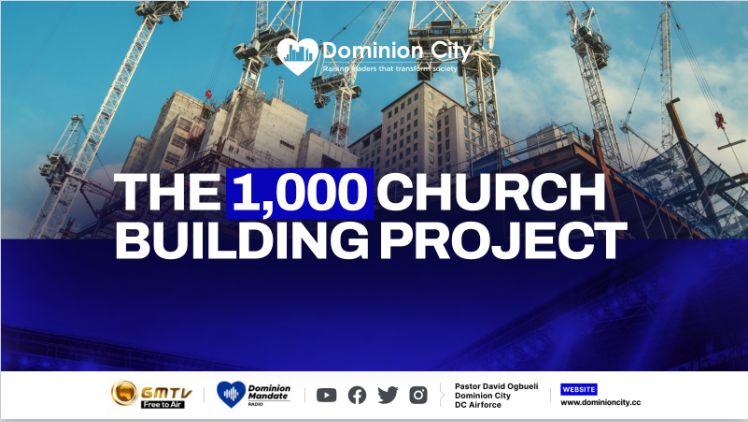 Dominion City
Raising leaders that transform society
THE 1,000 CHURCH
BUILDING PROJECT
GMTV
Free to Air
Dominion
Mandate
RADIO
Pastor David Ogbueli
Dominion City
DC Airforce
WEBSITE
www.dominioncity.cc